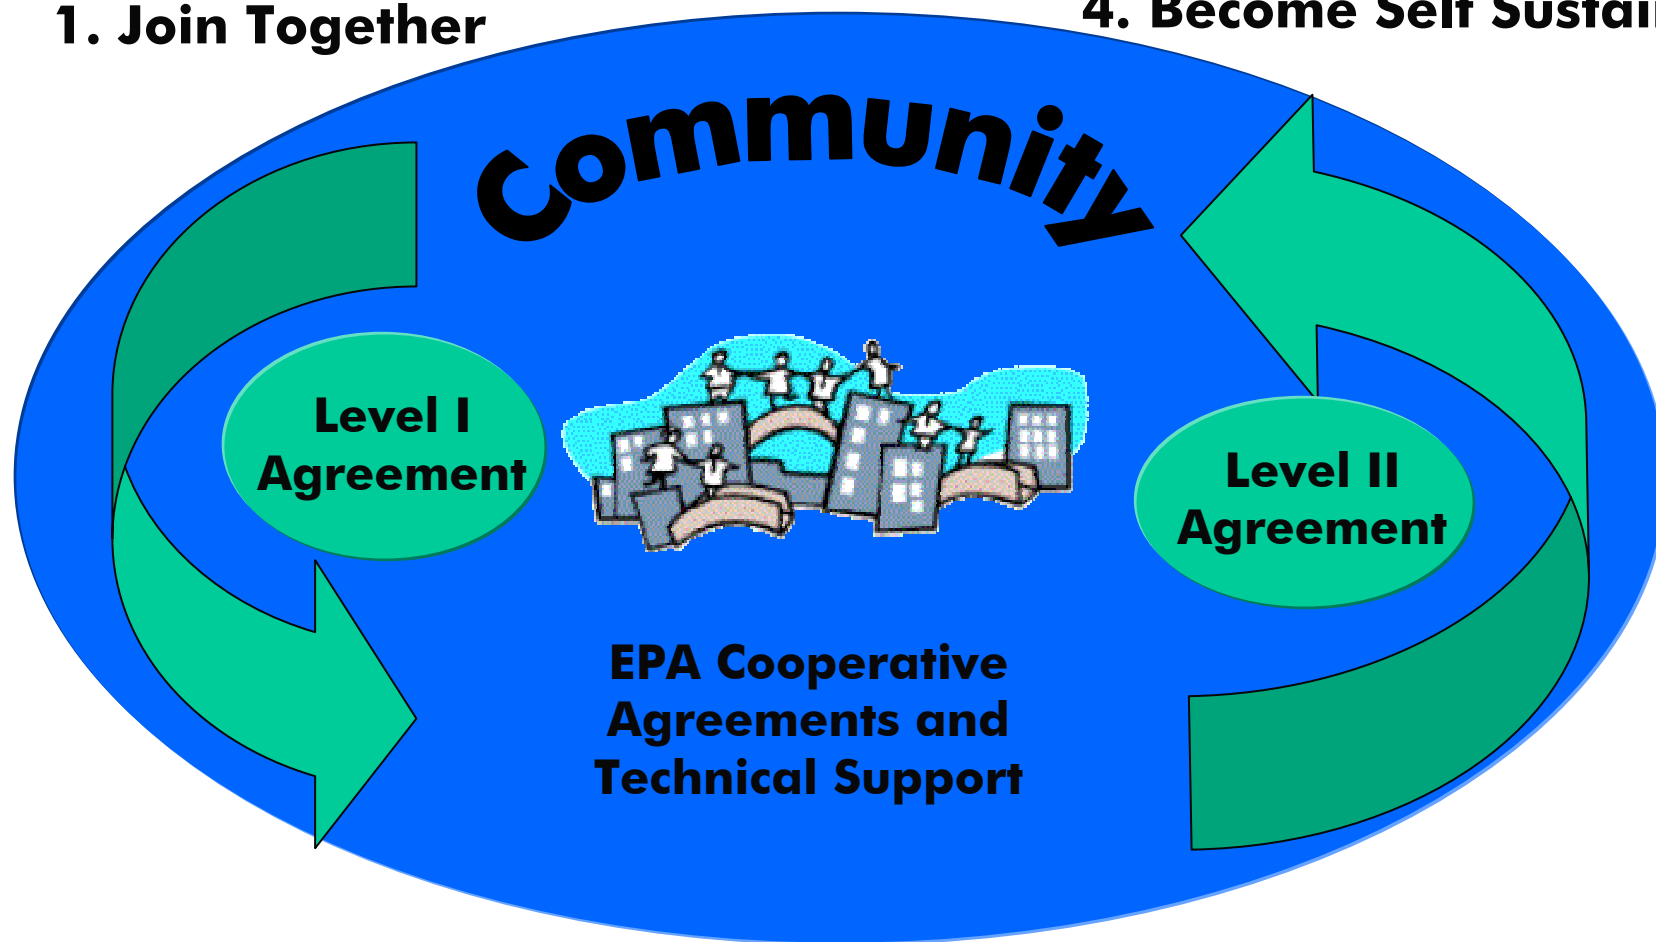 1. Join Together
4. Become Self
Community
Level I
Agreement
Level II
Agreement
EPA Cooperative
Agreements and
Technical Support